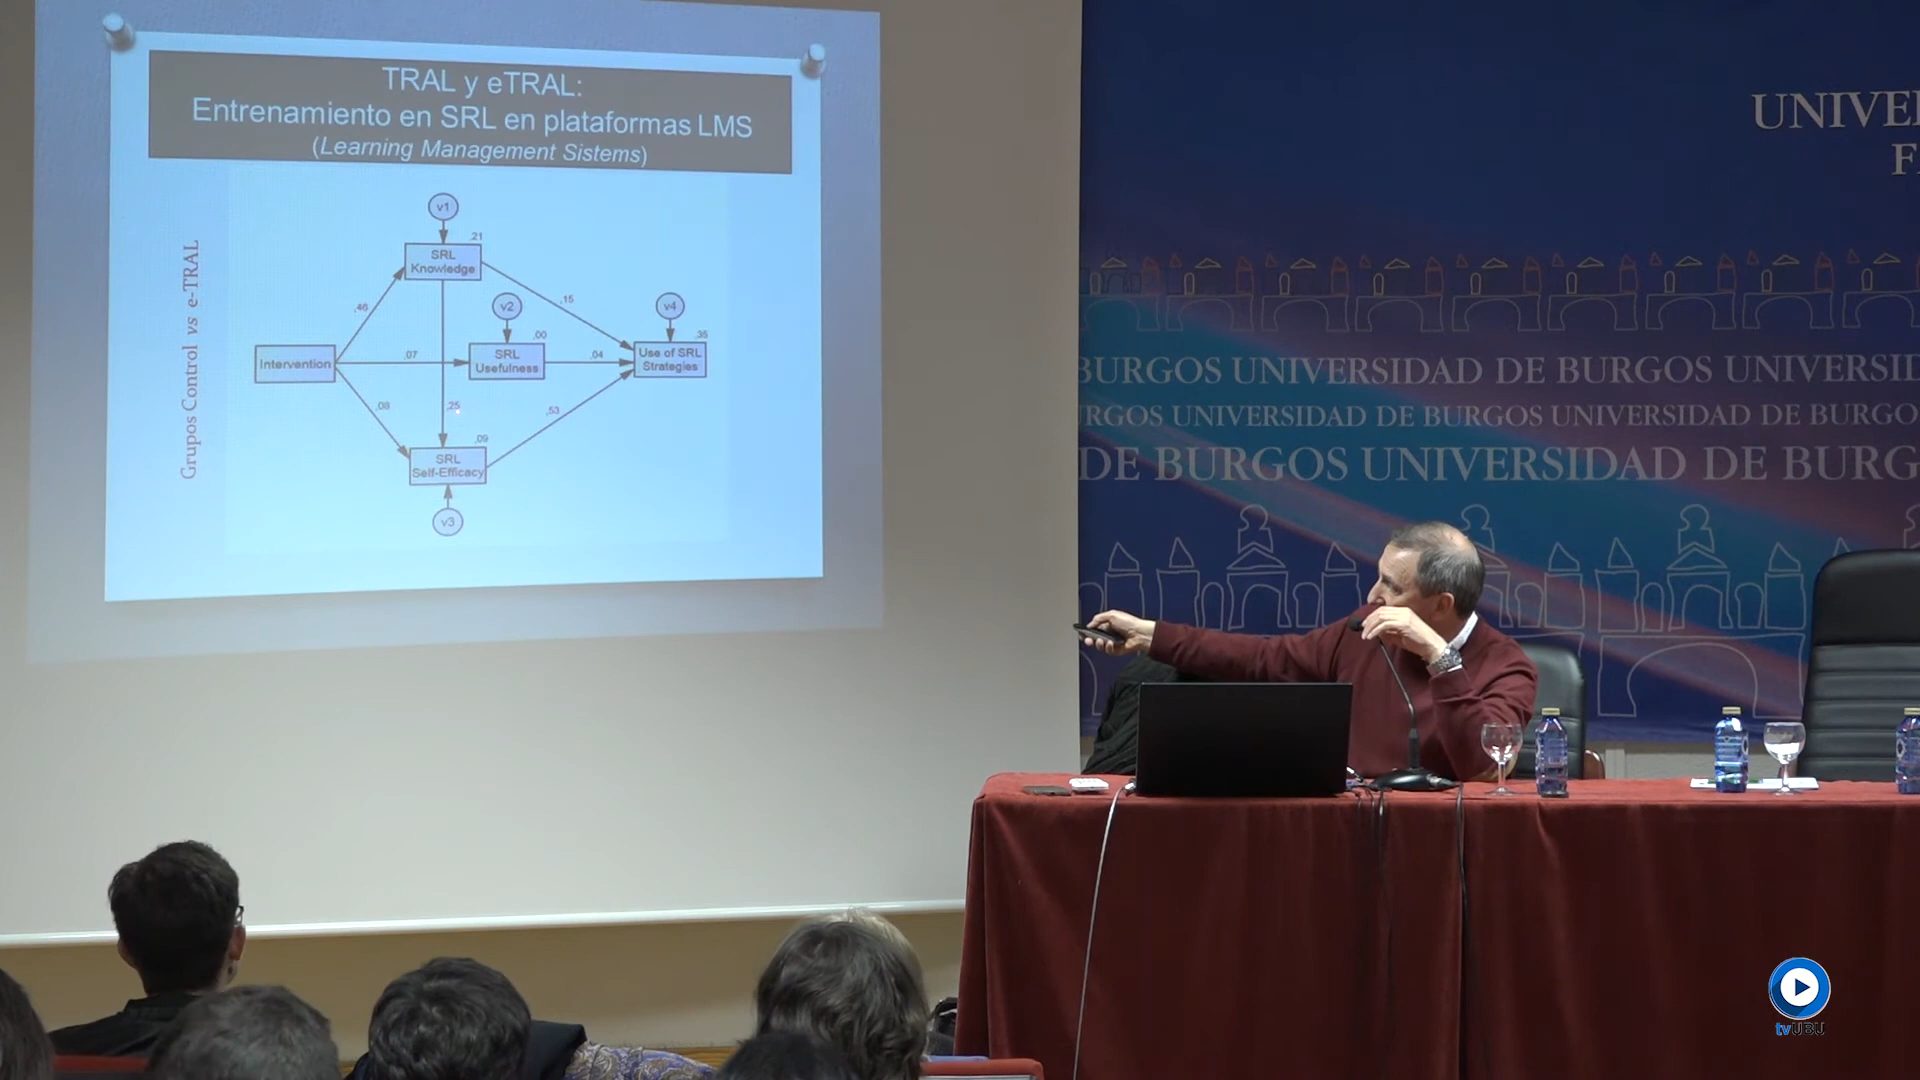 TRAL y eTRAL:
Entrenamiento en SRL en plataformas LMS
(Learning Management Sistems)
Grupos Control vs e-TRAL
v1
.21
SRL
Knowledge
.46
.15
v2
v4
.00
.35
Intervention
.07
SRL
Usefulness
.04
Use of SRL
Strategies
.08
.25
.53
.09
SRL
Self-Efficacy
v3
UNIVE
F
BURGOS UNIVERSIDAD DE BURGOS UNIVERSID
RGOS UNIVERSIDAD DE BURGOS UNIVERSIDAD DE BURGO
DE BURGOS UNIVERSIDAD DE BURG
tvUBU